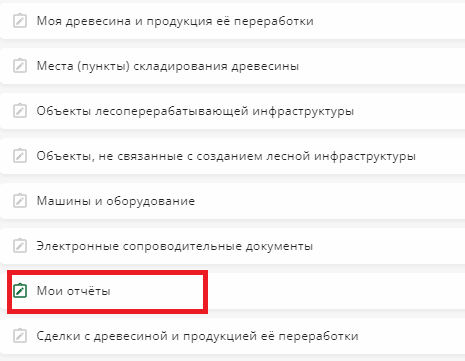 Моя древесина и продукция её переработки
Места (пункты) складирования древесины
Объекты лесоперерабатывающей инфраструктуры
Объекты, не связанные с созданием лесной инфраструктуры
Машины и оборудование
Электронные сопроводительные документы
Мои отчёты
Сделки с древесиной и продукцией её переработки